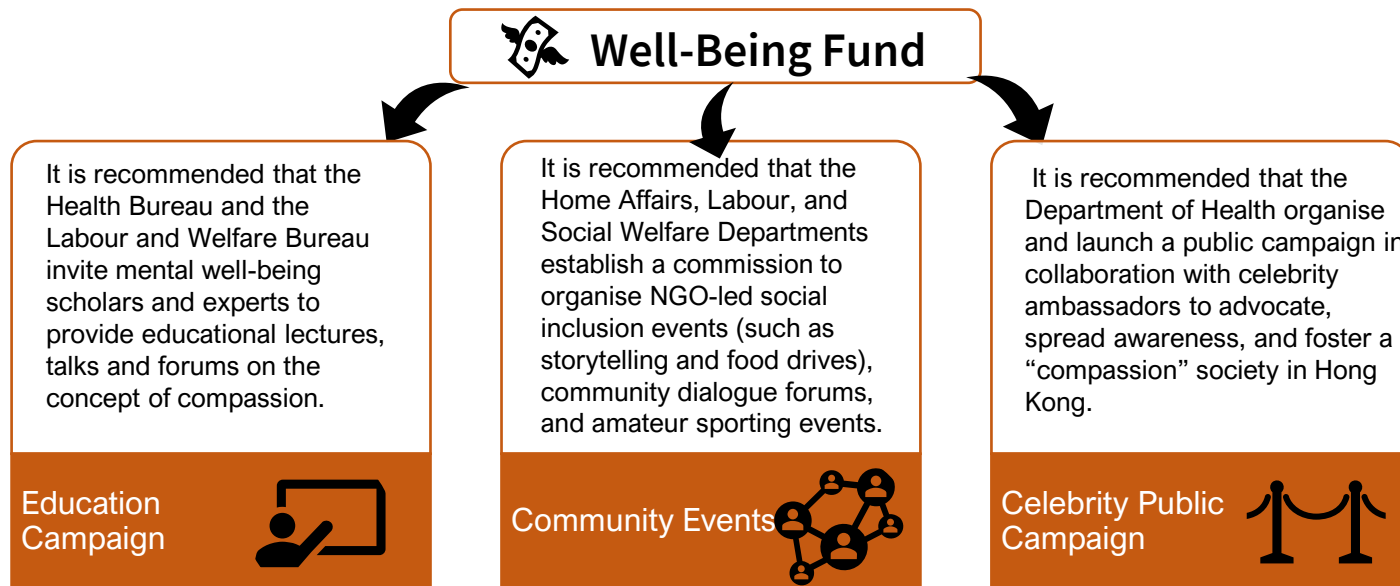 Well-Being Fund
It is recommended that the
Health Bureau and the
Labour and Welfare Bureau
invite mental well-being
scholars and experts to
provide educational lectures,
talks and forums on the
concept of compassion.
Education
Campaign
It is recommended that the
Home Affairs, Labour, and
Social Welfare Departments
establish a commission to
organise NGO-led social
inclusion events (such as
storytelling and food drives),
community dialogue forums,
and amateur sporting events.
Community Events
It is recommended that the
Department of Health organise
and launch a public campaign in
collaboration with celebrity
ambassadors to advocate,
spread awareness, and foster a
“compassion” society in Hong
Kong.
Celebrity Public
Campaign